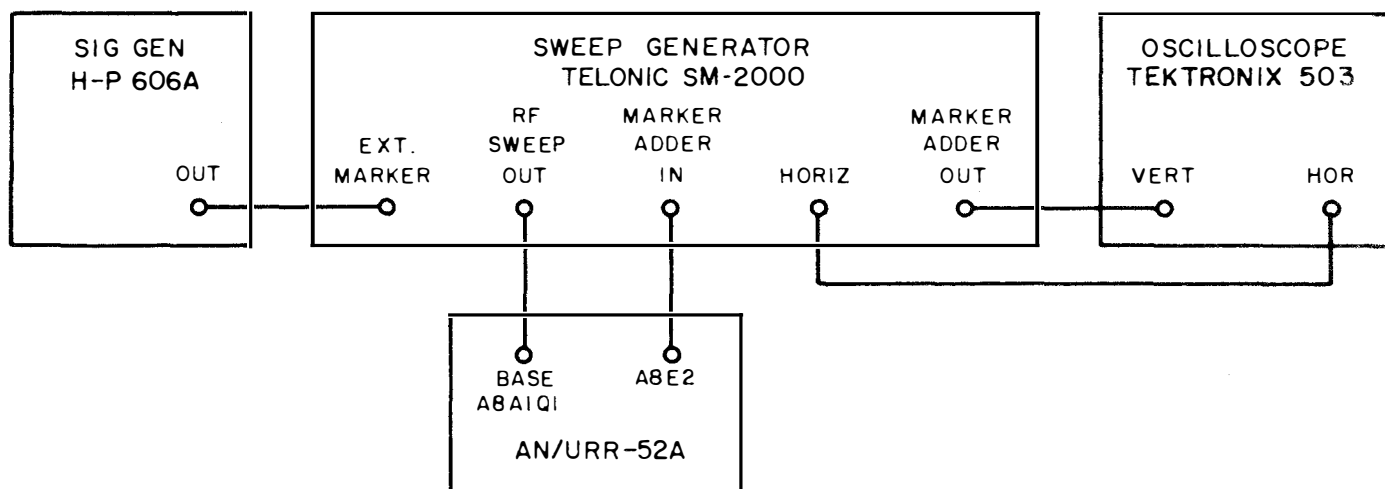 SIG GEN
H-P 606A
OUT
SWEEP GENERATOR
TELONIC SM-2000
EXT.
MARKER
RF
SWEEP
OUT
MARKER
ADDER
IN
HORIZ
MARKER
ADDER
OUT
OSCILLOSCOPE
TEKTRONIX 503
VERT
HOR
BASE
A8A1Q1
A8E2
AN/URR-52A